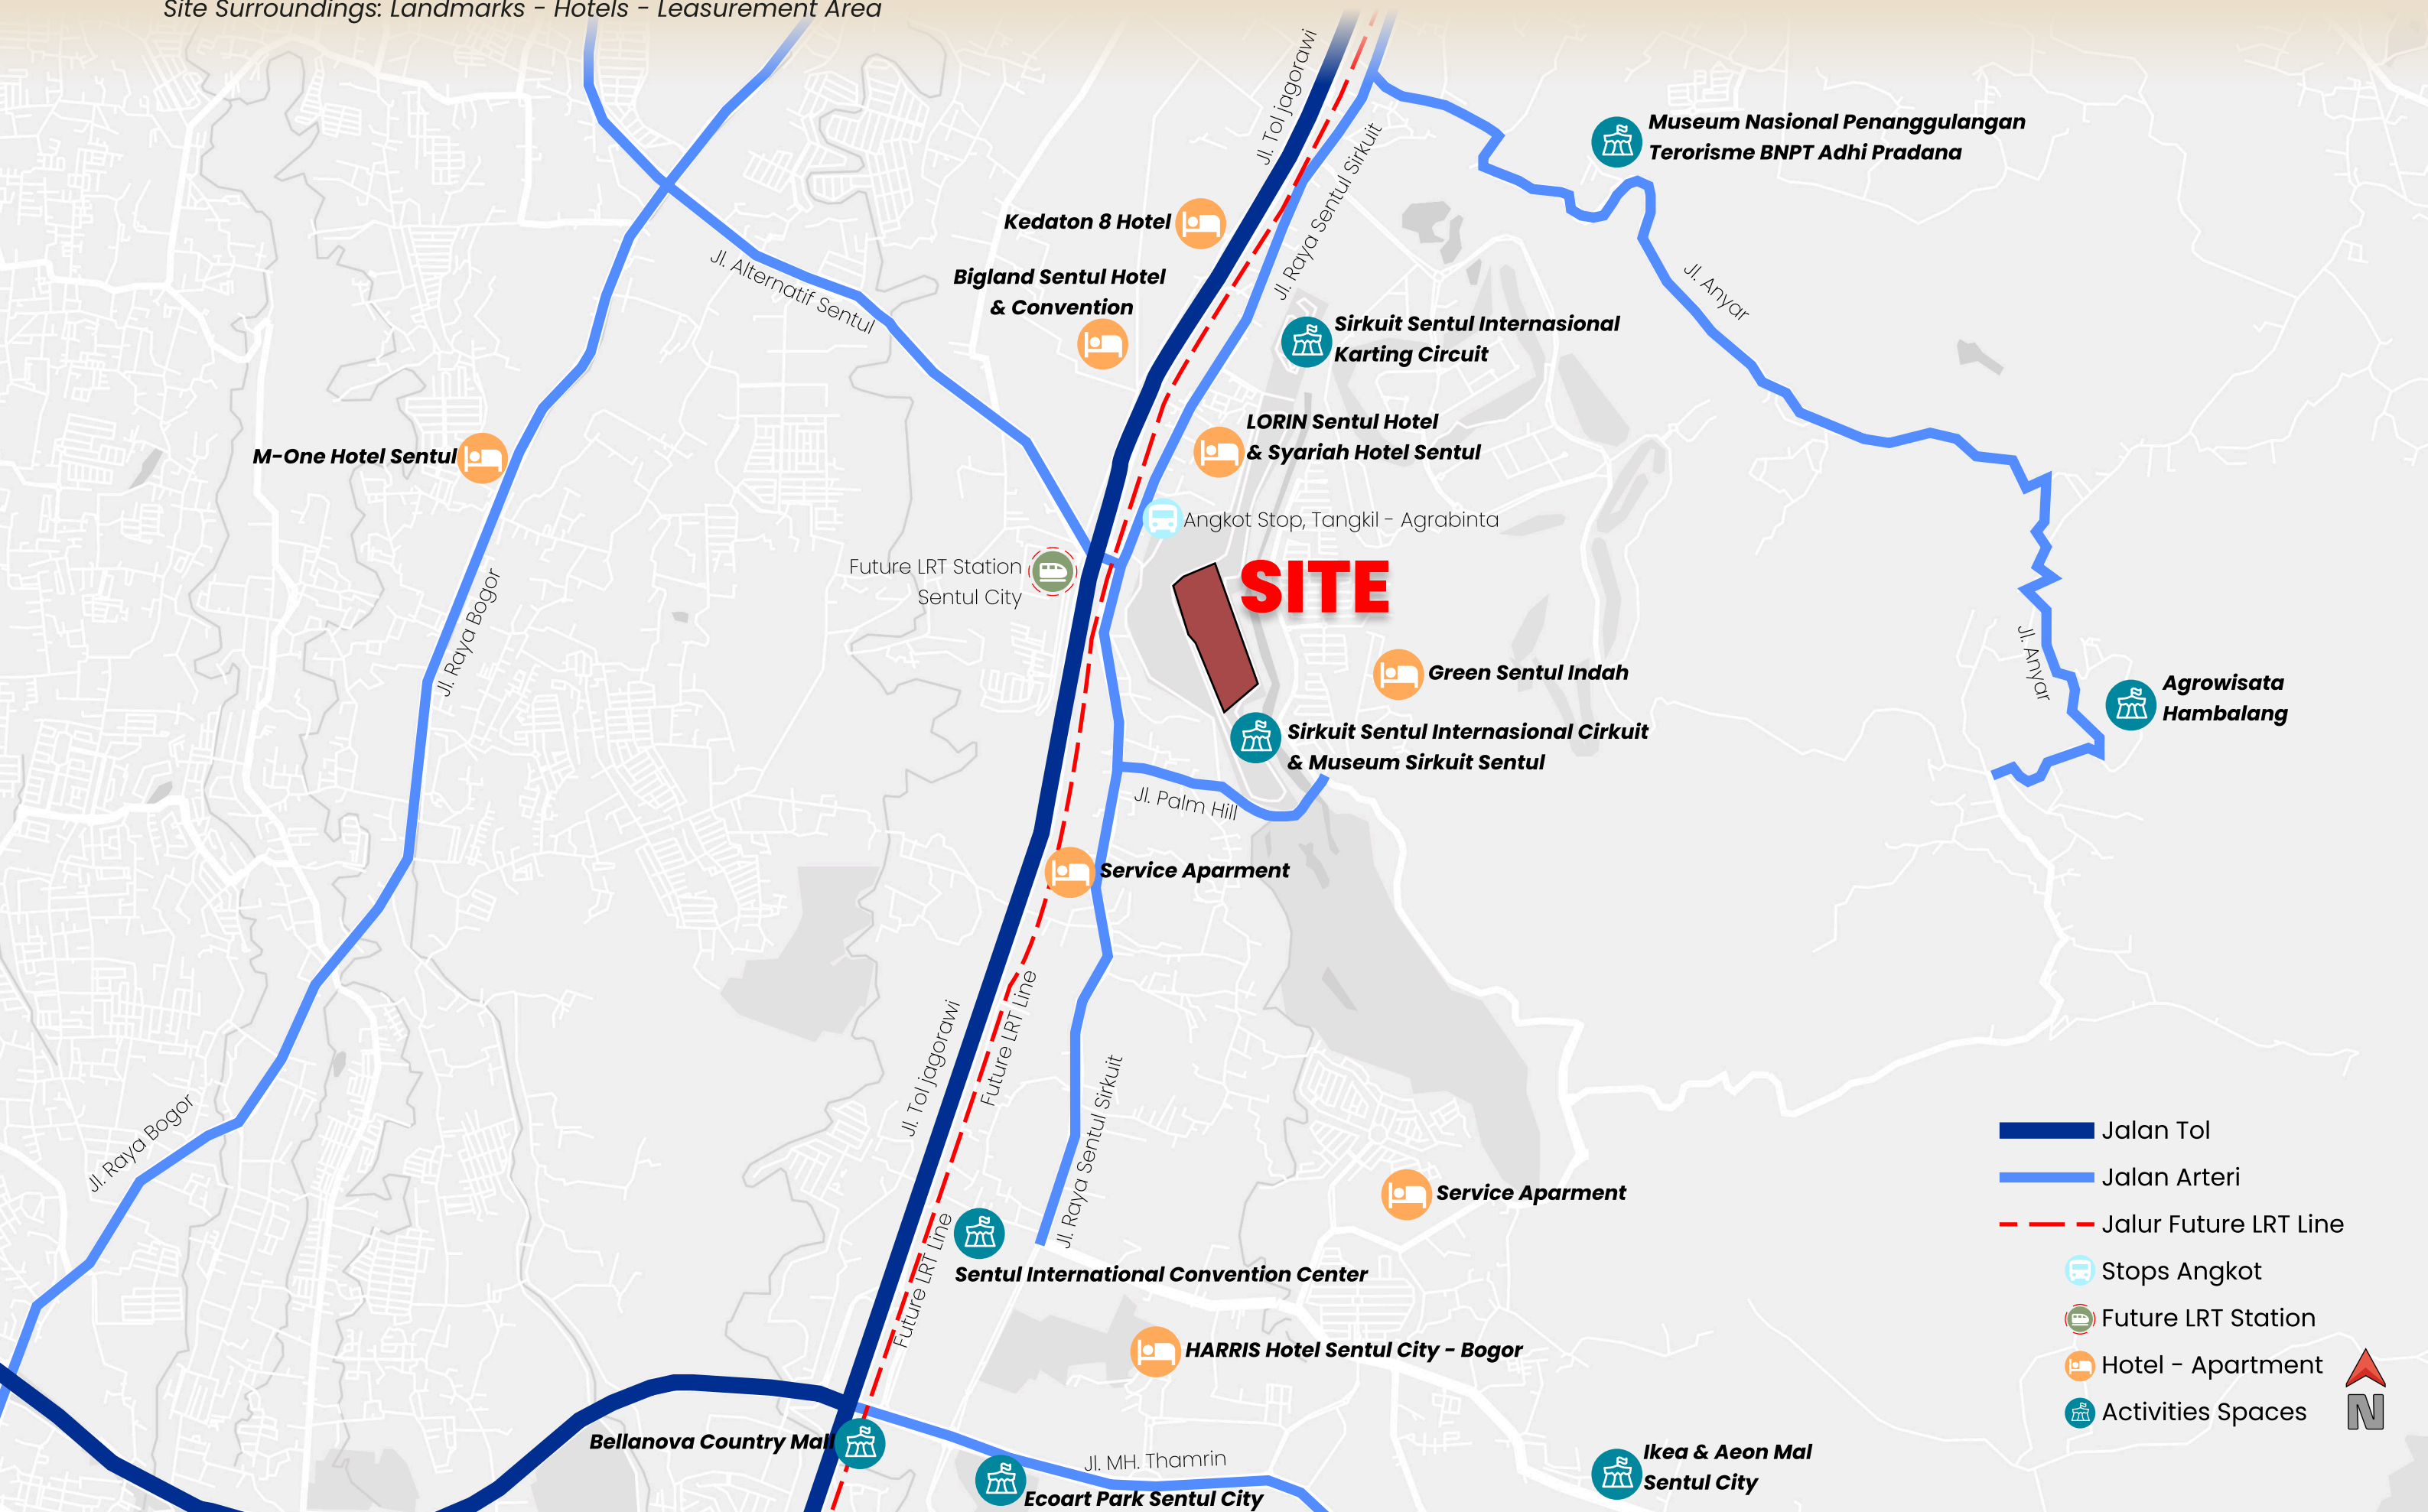 Site Surroundings: Landmarks - Hotels - Leasurement Area
Jl. Tol jagorawi
Jl. Raya Sentul Sirkuit
Museum Nasional Penanggulangan
Terorisme BNPT Adhi Pradana
Kedaton 8 Hotel
Bigland Sentul Hotel
& Convention
Jl. Alternatif Sentul
Jl. Anyar
Sirkuit Sentul Internasional
Karting Circuit
LORIN Sentul Hotel
& Syariah Hotel Sentul
M-One Hotel Sentul
Angkot Stop, Tangkil - Agrabinta
Future LRT Station
Sentul City
SITE
Jl. Raya Bogor
Green Sentul Indah
Jl. Anyar
Agrowisata
Hambalang
Sirkuit Sentul Internasional Cirkuit
& Museum Sirkuit Sentul
Jl. Palm Hill
Service Aparment
Jl. Tol jagorawi
Future LRT Line
Jl. Raya Sentul Sirkuit
Jl. Raya Bogor
Service Aparment
Future LRT Line
Sentul International Convention Center
HARRIS Hotel Sentul City - Bogor
Bellanova Country Mall
Jl. MH. Thamrin
Ecoart Park Sentul City
Ikea & Aeon Mal
Sentul City
Jalan Tol
Jalan Arteri
Jalur Future LRT Line
Stops Angkot
Future LRT Station
Hotel - Apartment
Activities Spaces
N